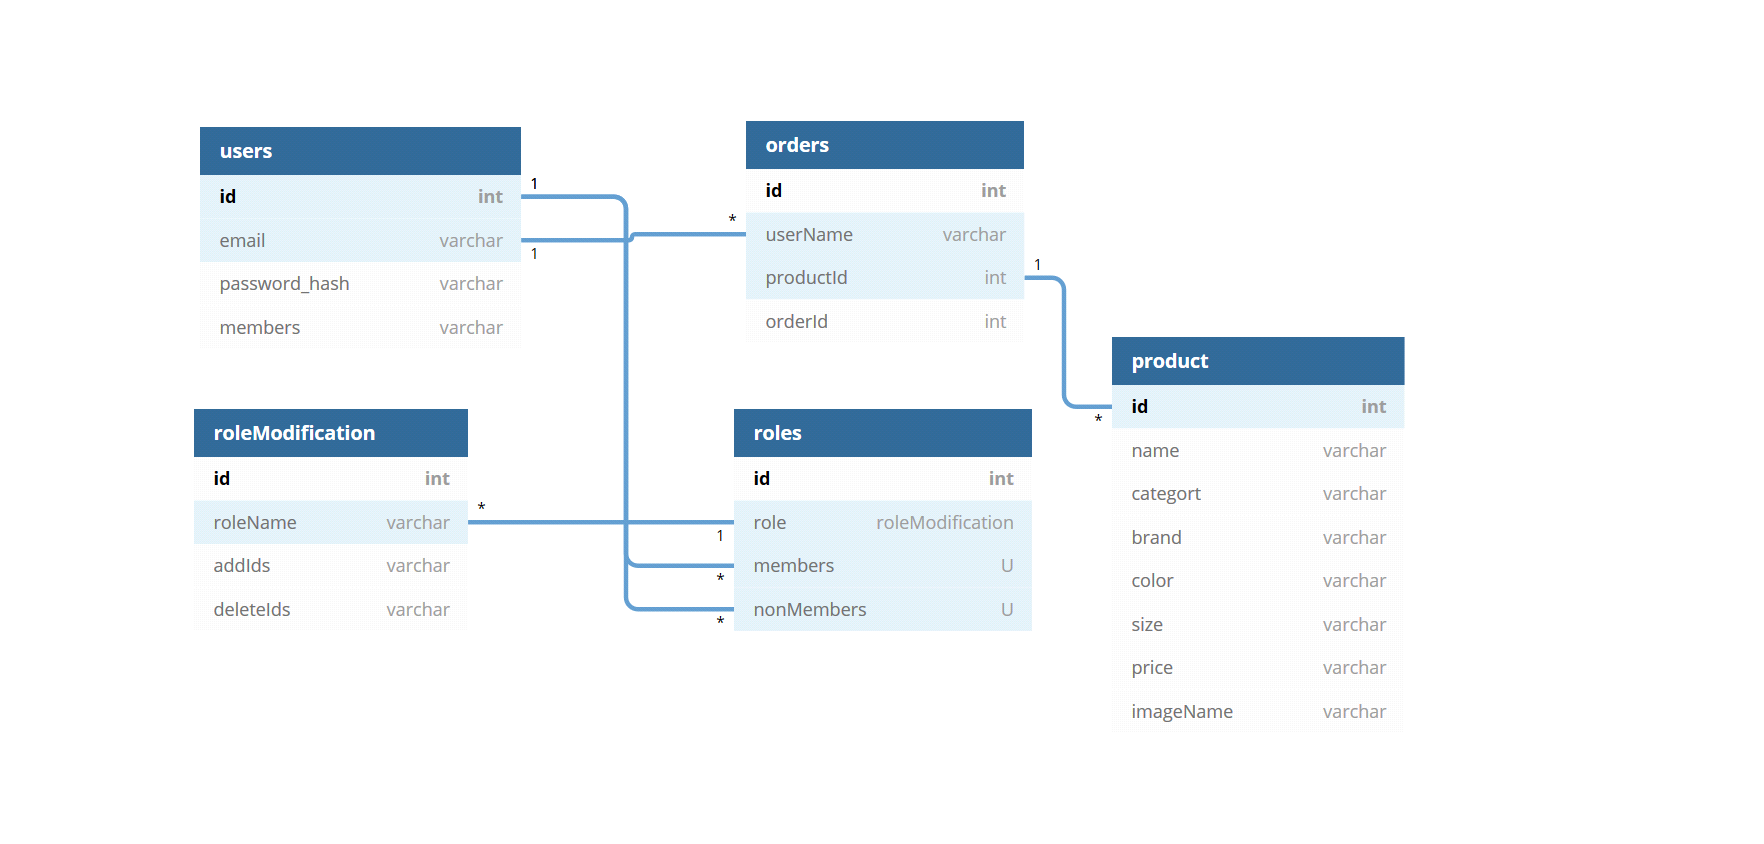 users
id int
email varchar
password_hash varchar
members varchar
1
1
orders
id int
userName varchar
productId int
orderId int
*
1
product
id int
name varchar
categort varchar
brand varchar
color varchar
size varchar
price varchar
imageName varchar
*
roleModification
id int
roleName varchar
addIds varchar
deleteIds varchar
*
roles
id int
role roleModification
members U
nonMembers U
1
*
*